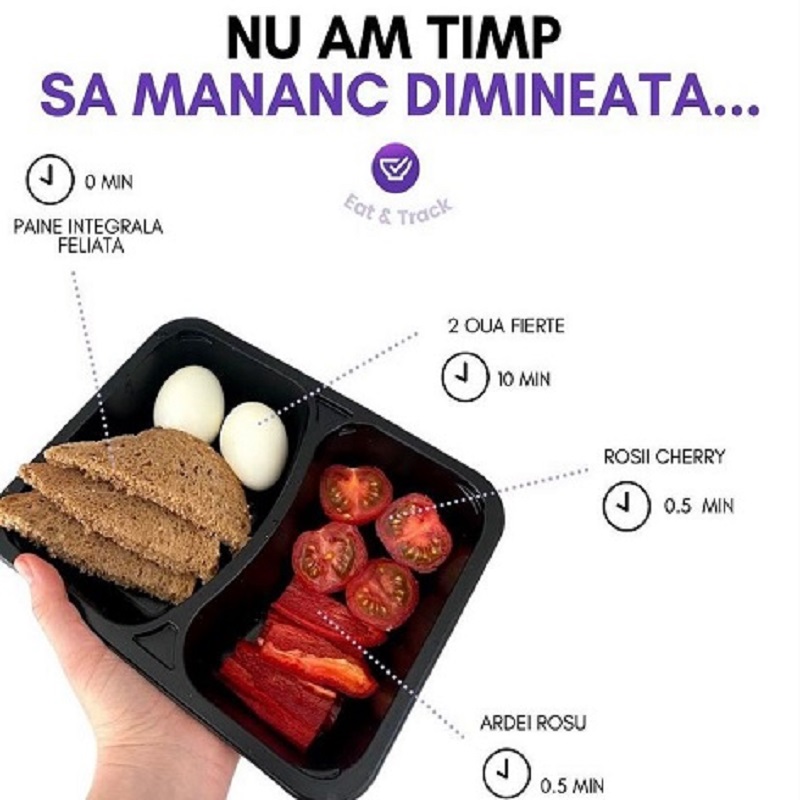 NU AM TIMP
SA MANANC DIMINEATA...
Eat & Track
0 MIN
PAINE INTEGRALA
FELIATA
2 OUA FIERTE
10 MIN
ROSII CHERRY
0.5 MIN
ARDEI ROSU
0.5 MIN